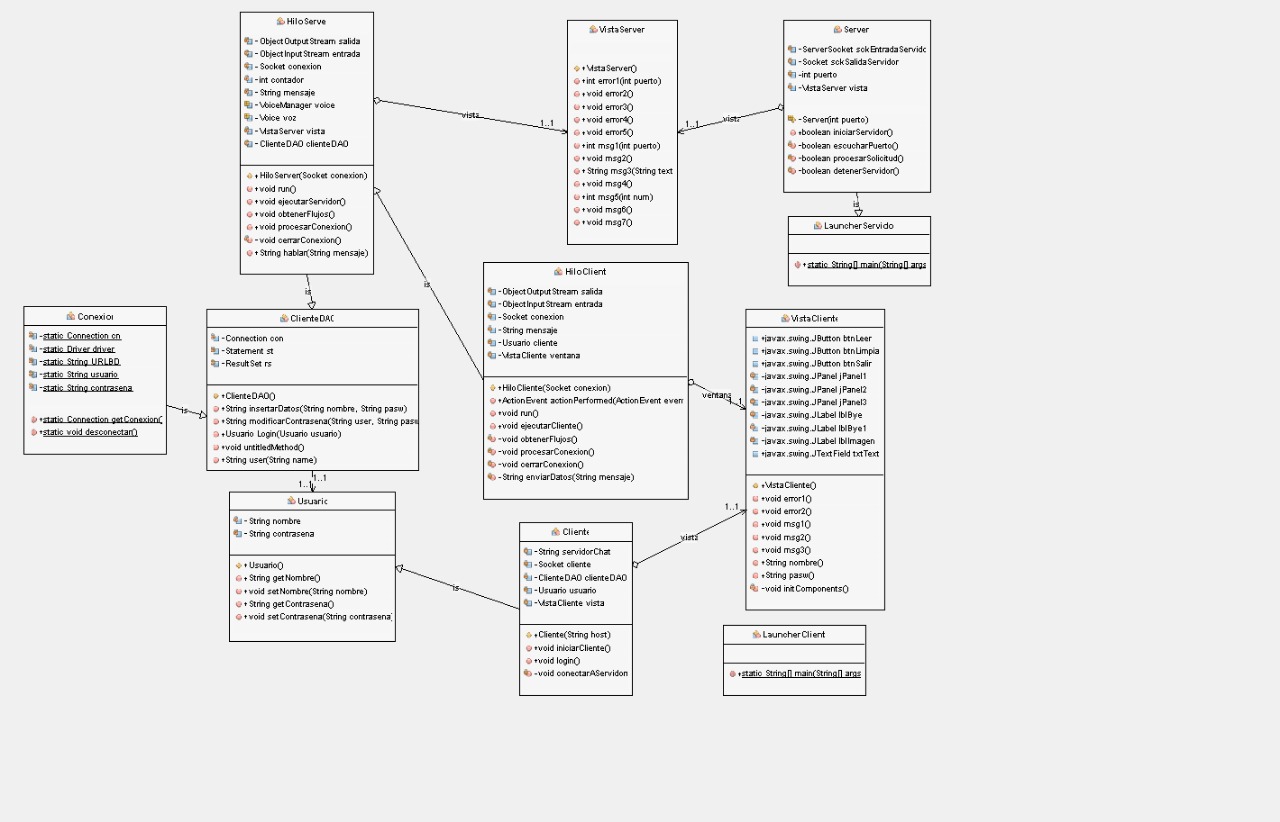 HiloServe
- ObjectOutputStream salida
- ObjectInputStream entrada
- Socket conexion
- int contador
- String mensaje
- VoiceManager voice
- Voice voz
- VistaServer vista
- ClienteDAO clienteDAO
+ HiloServer(Socket conexion)
+ void run()
+ void ejecutarServidor()
+ void obtenerFlujos()
+ void procesarConexion()
- void cerrarConexion()
+ String hablar(String mensaje)
vista
1..1
VistaServer
+ VistaServer()
+ int error1(int puerto)
+ void error2()
+ void error3()
+ void error4()
+ void error5()
+ int msg1(int puerto)
+ void msg2()
+ String msg3(String text
+ void msg4()
+ int msg5(int num)
+ void msg6()
+ void msg7()
1..1
vista
Server
- ServerSocket sckEntradaServido
- Socket sckSalidaServidor
- int puerto
- VistaServer vista
- Server(int puerto)
+boolean iniciarServidor()
-boolean escucharPuerto()
-boolean procesarSolicitud()
-boolean detenerServidor()
is
LauncherServido
+ static String[] main(String[] args
is
is
Conexior
- static Connection cn
- static Driver driver
- static String URLBD
- static String usuario
- static String contrasena
+ static Connection getConexion(
+ static void desconectar()
is
ClienteDAC
- Connection con
- Statement st
- ResultSet rs
+ ClienteDAO()
+String insertarDatos(String nombre, String pasw)
+String modificarContrasena(String user, String pasw
+Usuario Login(Usuario usuario)
+void untitledMethod()
+String user(String name)
1..1
1..1
Usuaric
- String nombre
- String contrasena
+ Usuario()
+ String getNombre()
+ void setNombre(String nombre)
+ String getContrasena()
+ void setContrasena(String contrasena)
is
HiloClient
- ObjectOutputStream salida
-ObjectInputStream entrada
-Socket conexion
-String mensaje
-Usuario cliente
-VistaCliente ventana
+HiloCliente(Socket conexion)
+ActionEvent actionPerformed(ActionEvent even
+void run()
+void ejecutarCliente()
-void obtenerFlujos()
-void procesarConexion()
-void cerrarConexion()
-String enviarDatos(String mensaje)
ventana
1..1
VistaCliente
+javax.swing.JButton btnLeer
+javax.swing.JButton btnLimpia
+javax.swing.JButton btnSalir
-javax.swing.JPanel jPanel1
-javax.swing.JPanel jPanel2
-javax.swing.JPanel jPanel3
-javax.swing.JLabel lblBye
-javax.swing.JLabel lblBye1
-javax.swing.JLabel lblImagen
+javax.swing.JTextField txtText
+VistaCliente()
+void error1()
+void error2()
+void msg1()
+void msg2()
+void msg3()
+String nombre()
+String pasw()
-void initComponents()
1..1
vista
Cliente
-String servidorChat
-Socket cliente
-ClienteDAO clienteDAO
-Usuario usuario
-VistaCliente vista
+Cliente(String host)
+void iniciarCliente()
+void login()
-void conectarAServidor
LauncherClient
+ static String[] main(String[] args